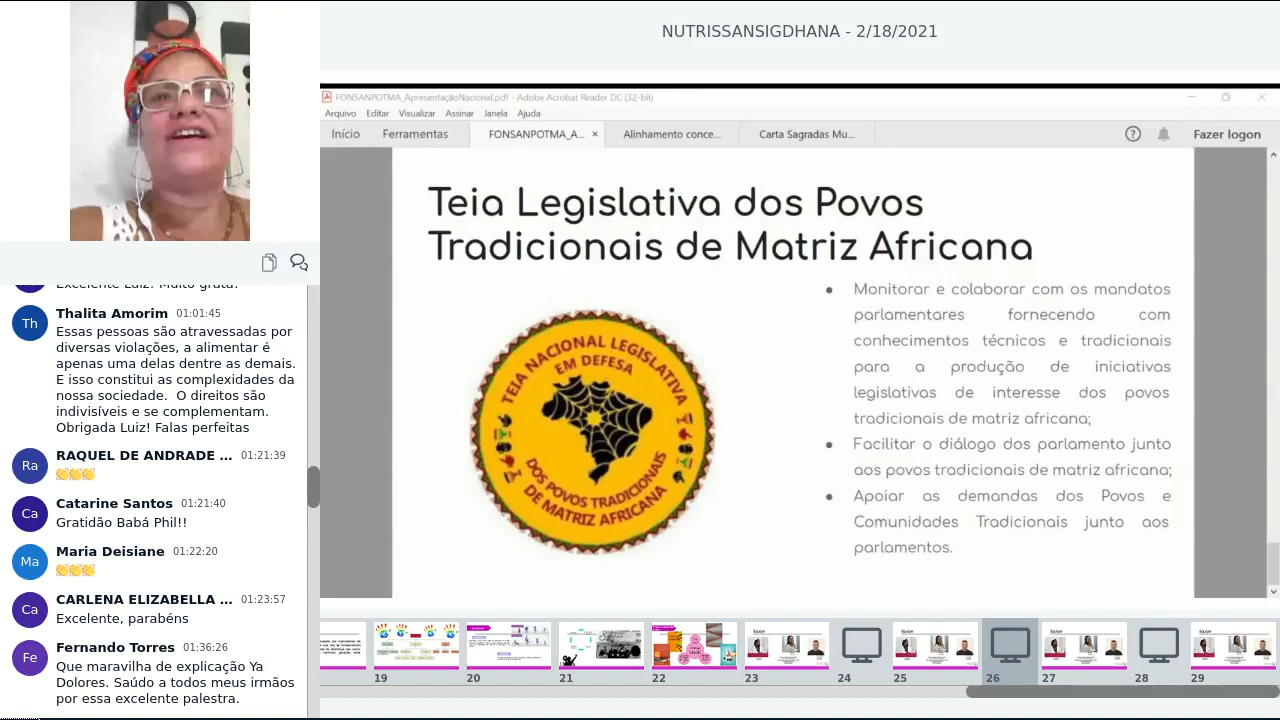 NUTRISSANSIGDHANA - 2/18/2021
FONSANPOTMA_ApresentaçãoNacional.pdf - Adobe Acrobat Reader DC (32-bit)
Arquivo Editar Visualizar Assinar Janela Ajuda
Início Ferramentas FONSANPOTMA_A... × Alinhamento conce... Carta Sagradas Mu... Fazer logon
Teia Legislativa dos Povos
Tradicionais de Matriz Africana
TEIA NACIONAL LEGISLATIVA
EM DEFESA
DOS POVOS TRADICIONAIS
DE MATRIZ AFRICANA
• Monitorar e colaborar com os mandatos
parlamentares fornecendo com
conhecimentos técnicos e tradicionais
para a produção de iniciativas
legislativas de interesse dos povos
tradicionais de matriz africana;
• Facilitar o diálogo dos parlamento junto
aos povos tradicionais de matriz africana;
• Apoiar as demandas dos Povos e
Comunidades Tradicionais junto aos
parlamentos.
Excelente Luiz! Muito grata!
Th
Thalita Amorim 01:01:45
Essas pessoas são atravessadas por
diversas violações, a alimentar é
apenas uma delas dentre as demais.
E isso constitui as complexidades da
nossa sociedade. O direitos são
indivisíveis e se complementam.
Obrigada Luiz! Falas perfeitas
Ra
RAQUEL DE ANDRADE ... 01:21:39
Ca
Catarine Santos 01:21:40
Gratidão Babá Phil!!
Ma
Maria Deisiane 01:22:20
Ca
CARLENA ELIZABELLA ... 01:23:57
Excelente, parabéns
Fe
Fernando Torres 01:36:26
Que maravilha de explicação Ya
Dolores. Saúdo a todos meus irmãos
por essa excelente palestra.
Equipe Equipe Equipe Equipe
19 20 21 22 23 24 25 26 27 28 29